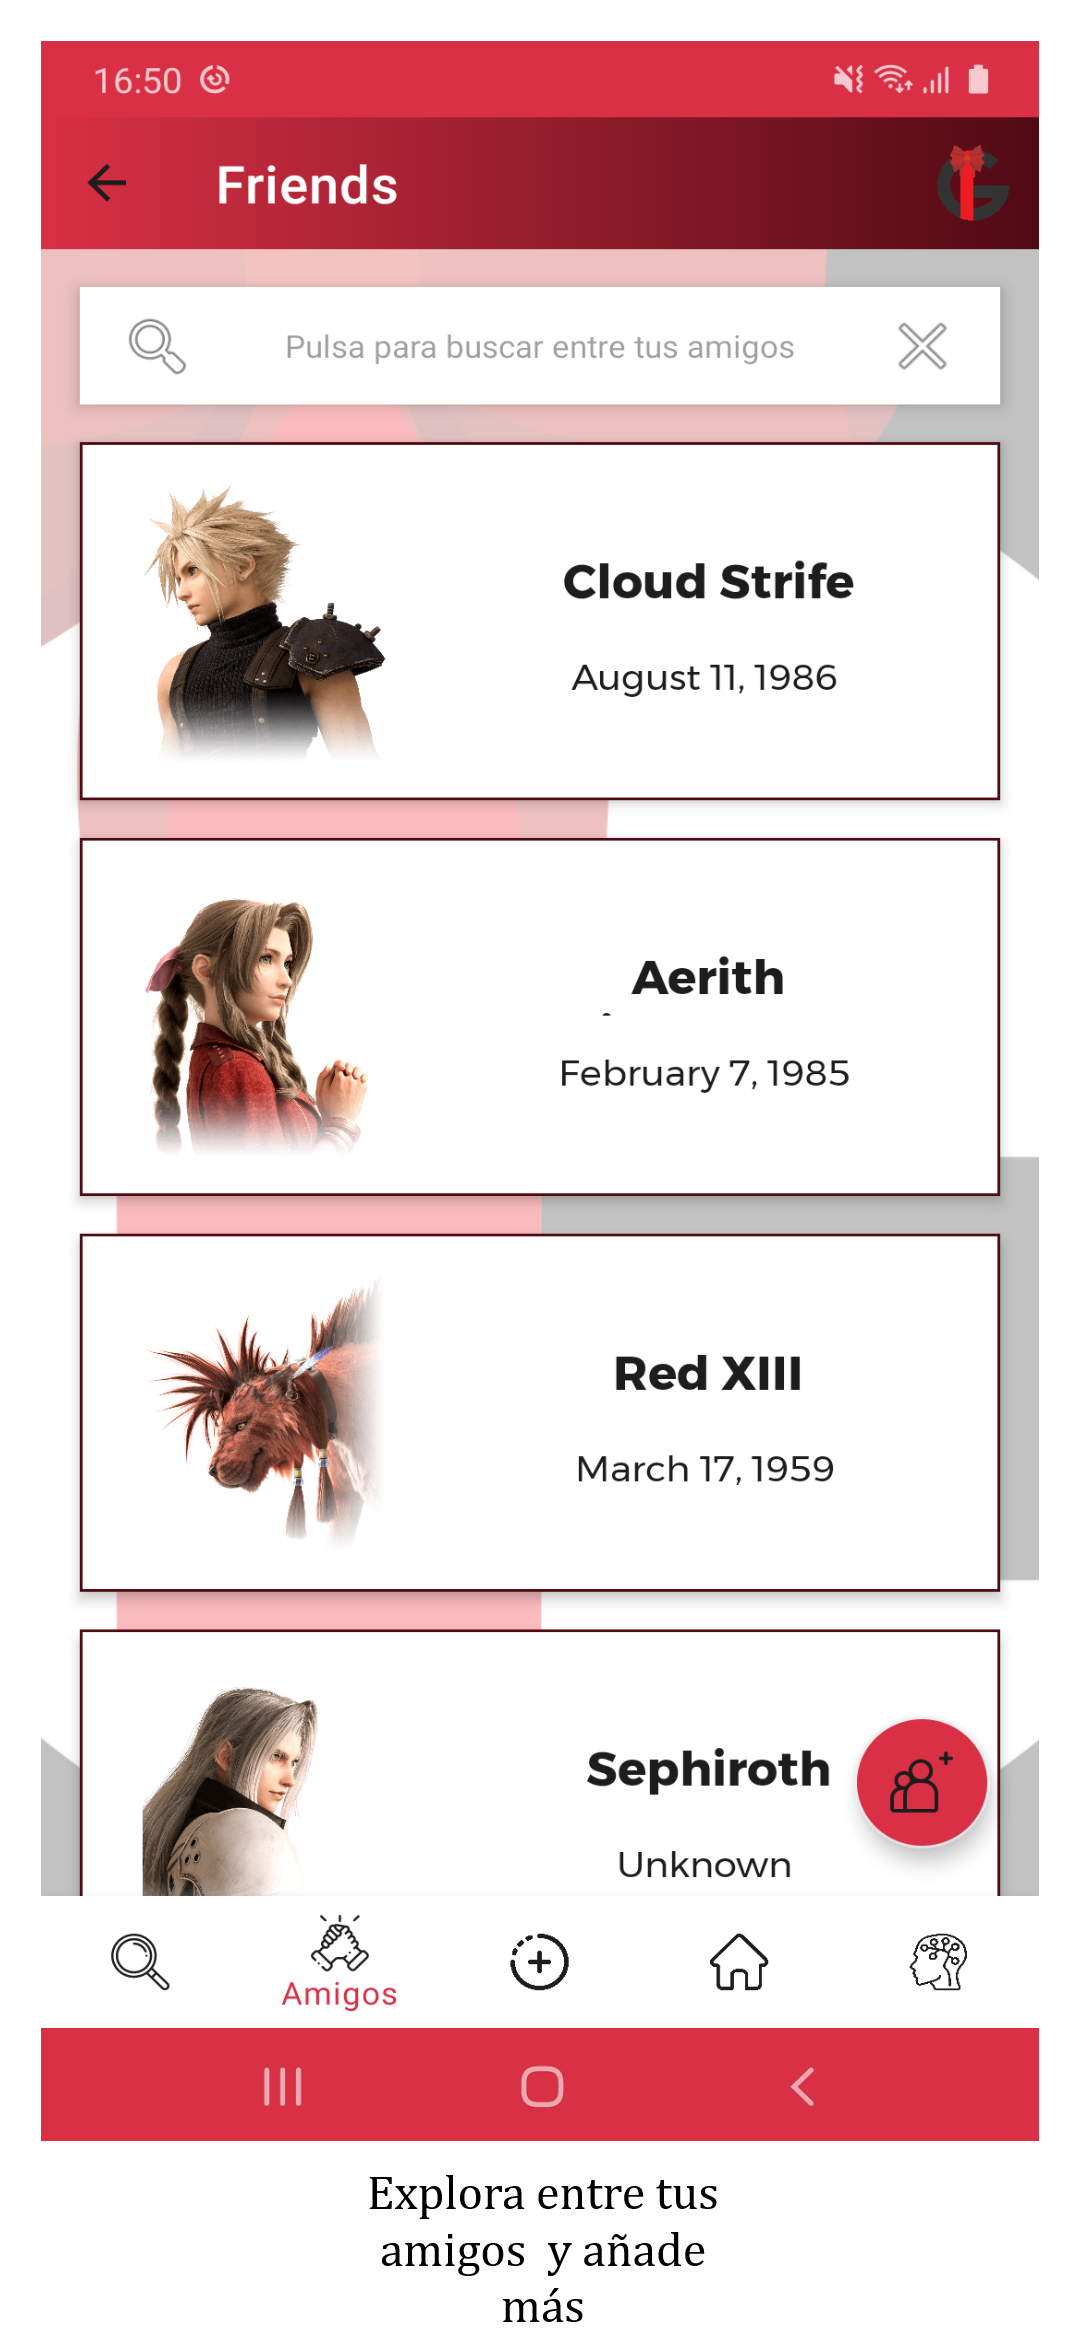 16:50
Friends
Pulsa para buscar entre tus amigos
Cloud Strife
August 11, 1986
Aerith
February 7, 1985
Red XIII
March 17, 1959
Sephiroth
Unknown
Amigos
Explora entre tus
amigos y añade
más